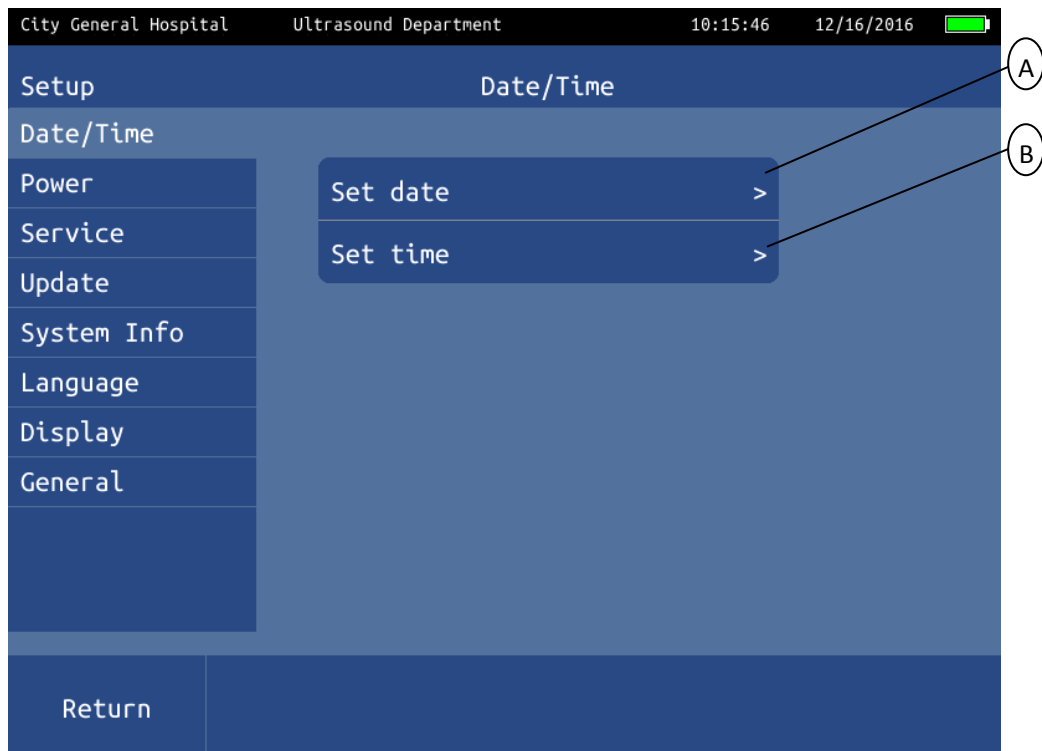 City General Hospital Ultrasound Department 10:15:46 12/16/2016
A
Setup Date/Time
Date/Time
B
Power
Set date >
Service
Set time >
Update
System Info
Language
Display
General
Return